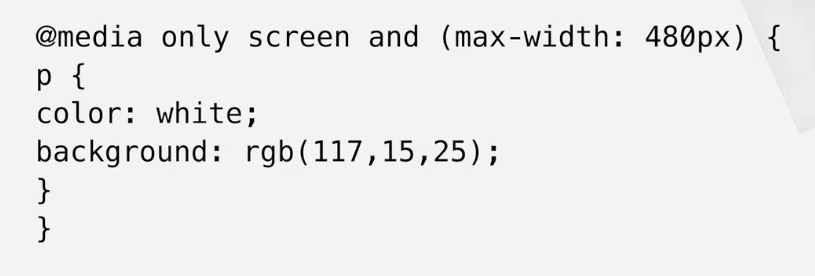 @media only screen and (max-width: 480px) {
p {
color: white;
background: rgb(117,15,25);
}
}